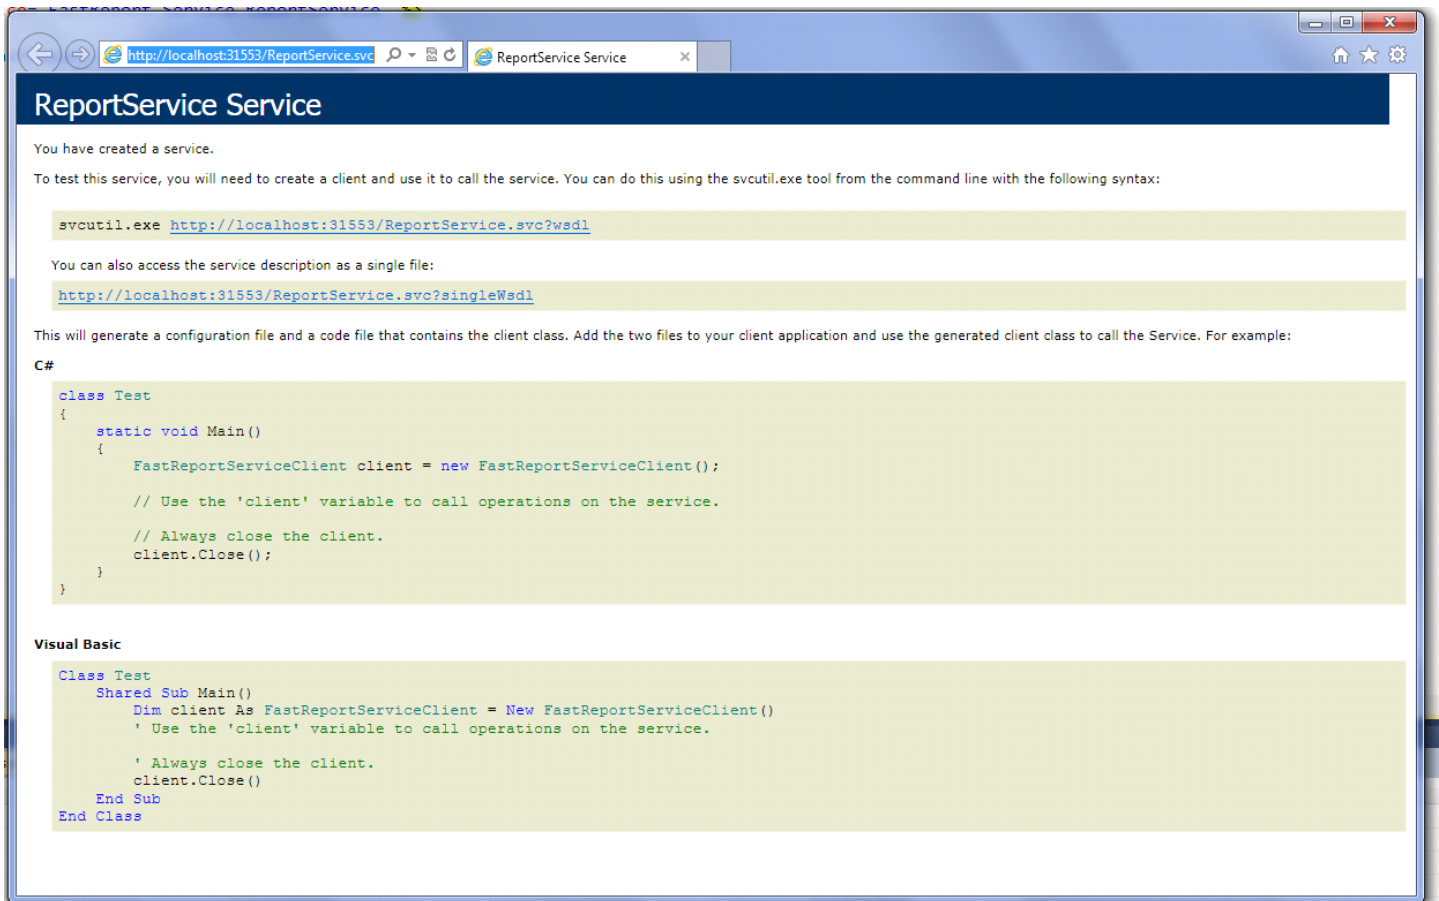 http://localhost:31553/ReportService.svc
ReportService Service
ReportService Service
You have created a service.
To test this service, you will need to create a client and use it to call the service. You can do this using the svcutil.exe tool from the command line with the following syntax:
svcutil.exe http://localhost:31553/ReportService.svc?wsdl
You can also access the service description as a single file:
http://localhost:31553/ReportService.svc?singleWsdl
This will generate a configuration file and a code file that contains the client class. Add the two files to your client application and use the generated client class to call the Service. For example:
C#
class Test
{
    static void Main()
    {
        FastReportServiceClient client = new FastReportServiceClient();
        // Use the 'client' variable to call operations on the service.
        // Always close the client.
        client.Close();
    }
}
Visual Basic
Class Test
    Shared Sub Main()
        Dim client As FastReportServiceClient = New FastReportServiceClient()
        ' Use the 'client' variable to call operations on the service.
        ' Always close the client.
        client.Close()
    End Sub
End Class